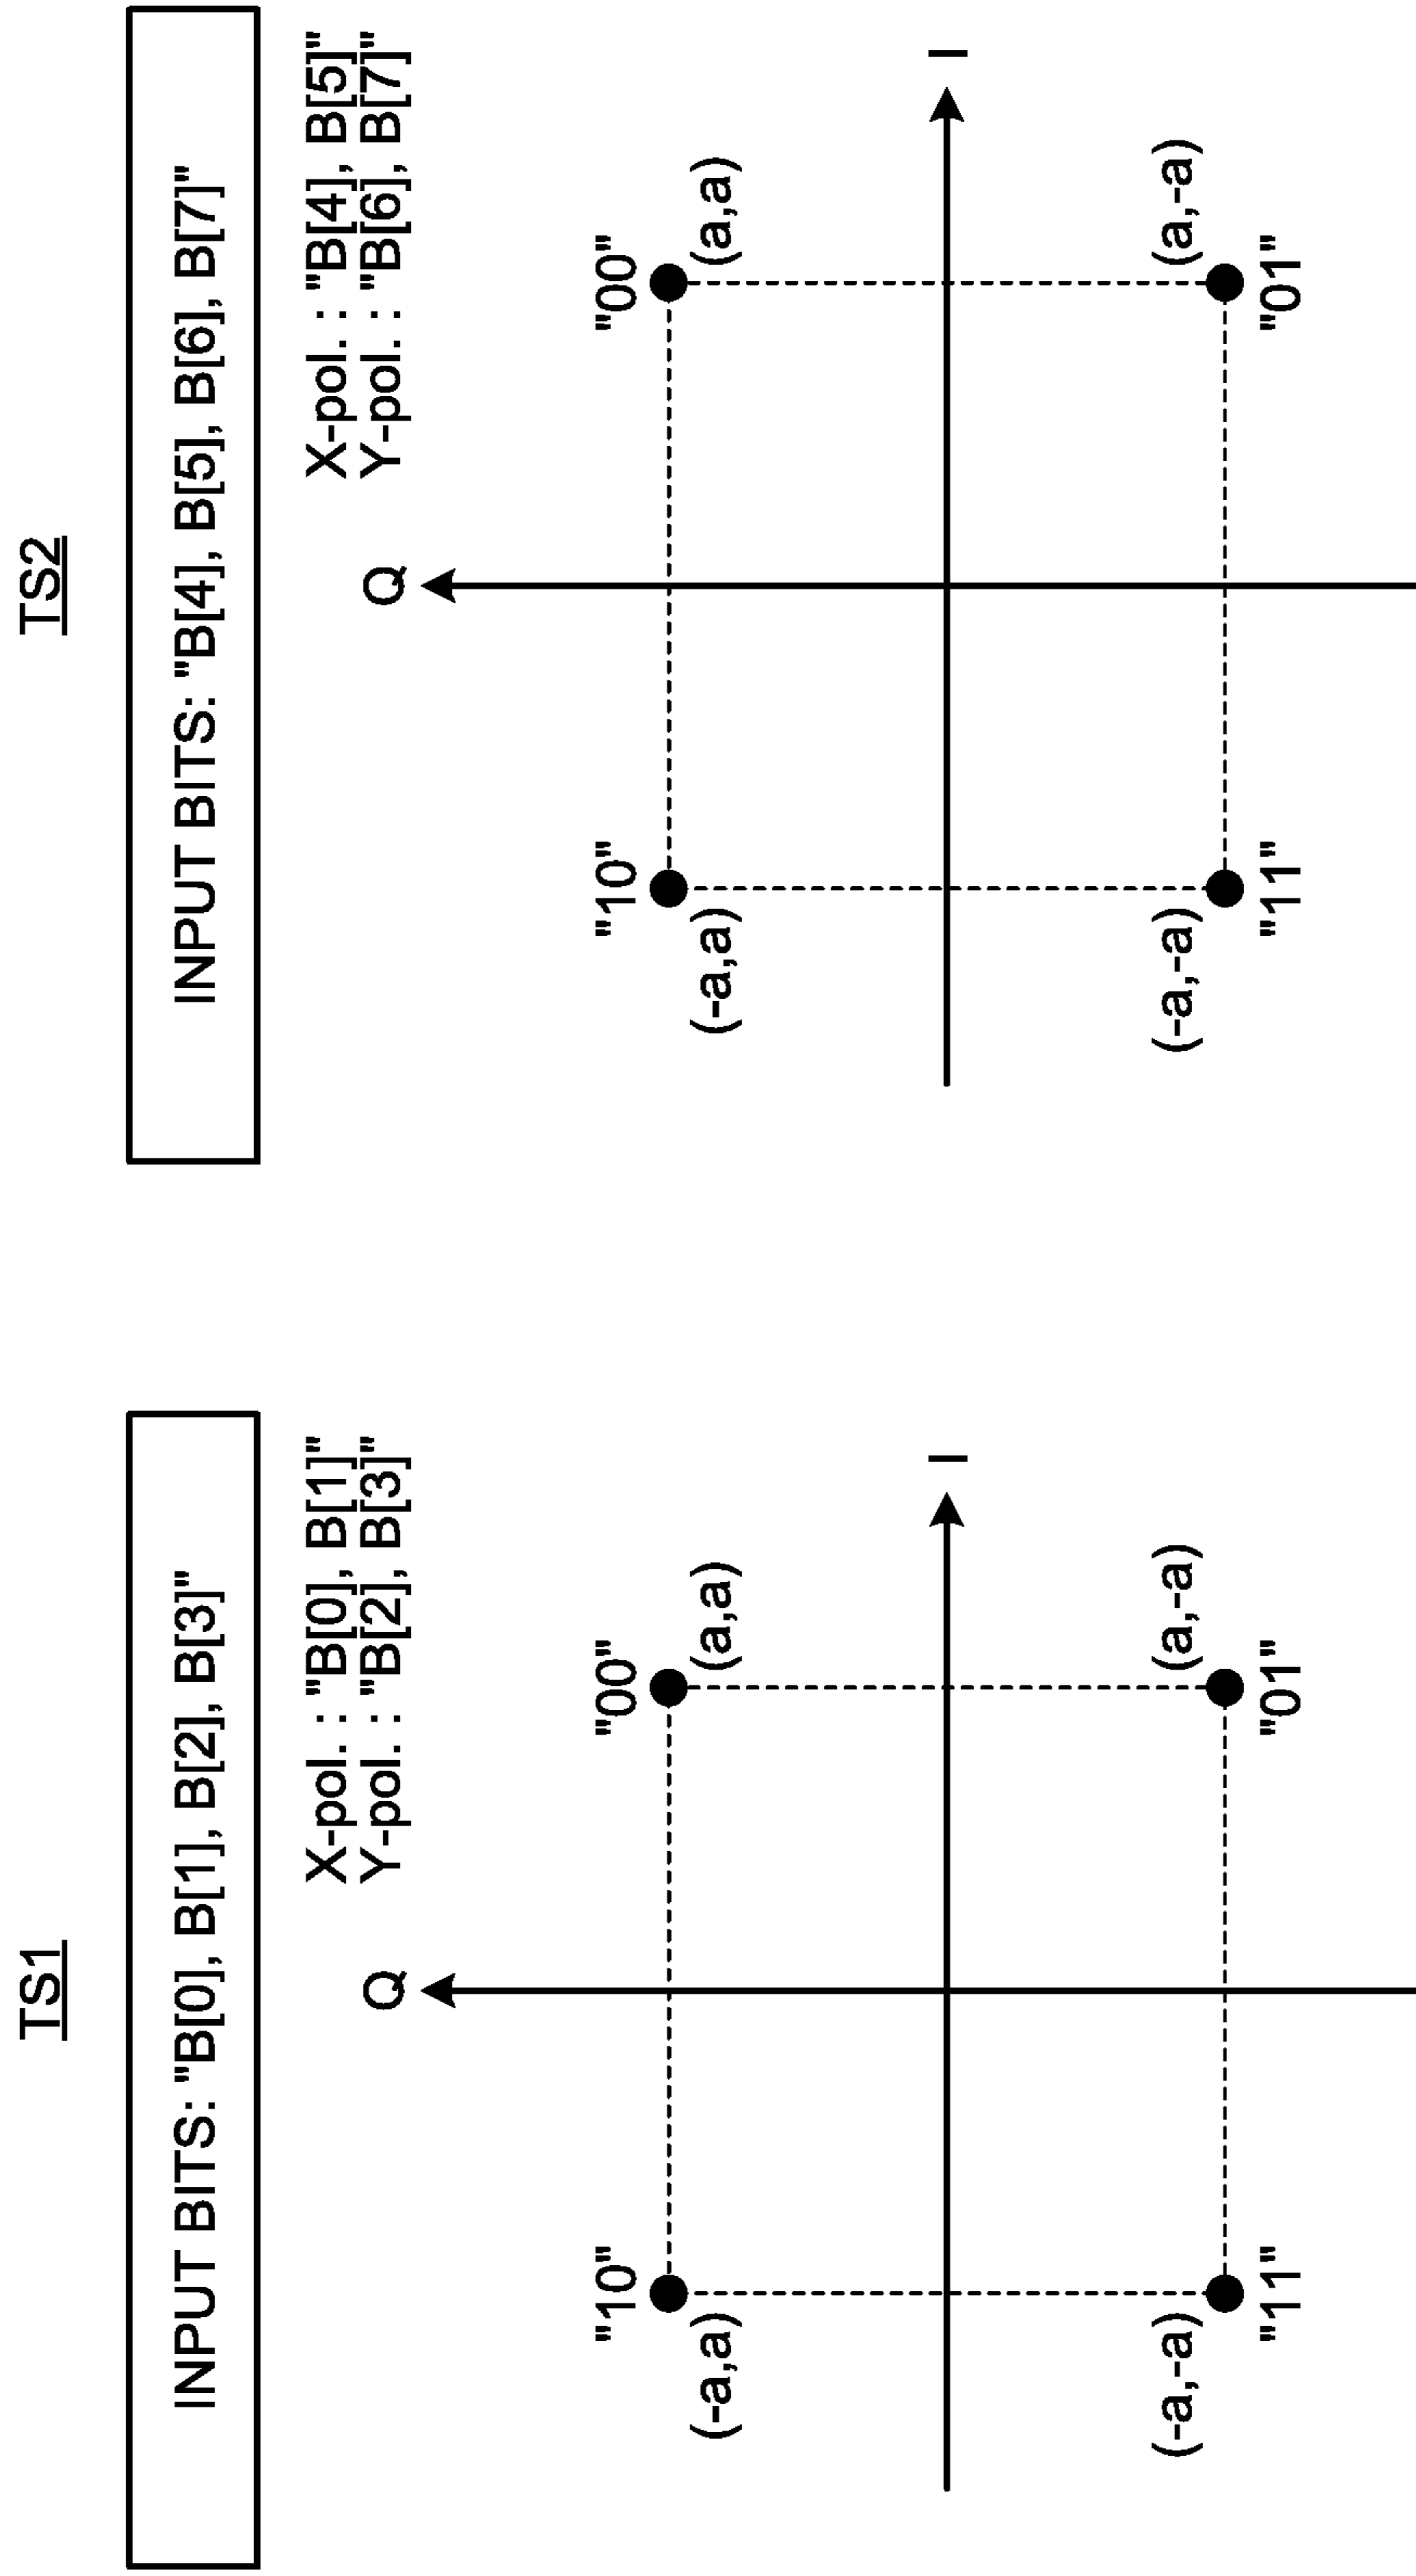 TS1
INPUT BITS: "B[0], B[1], B[2], B[3]"
X-pol. : "B[0], B[1]"
Y-pol. : "B[2], B[3]"
Q
"10"
"00"
(-a,a)
(a,a)
I
(-a,-a)
(a,-a)
"11"
"01"
TS2
INPUT BITS: "B[4], B[5], B[6], B[7]"
X-pol. : "B[4], B[5]"
Y-pol. : "B[6], B[7]"
Q
"10"
"00"
(-a,a)
(a,a)
I
(-a,-a)
(a,-a)
"11"
"01"